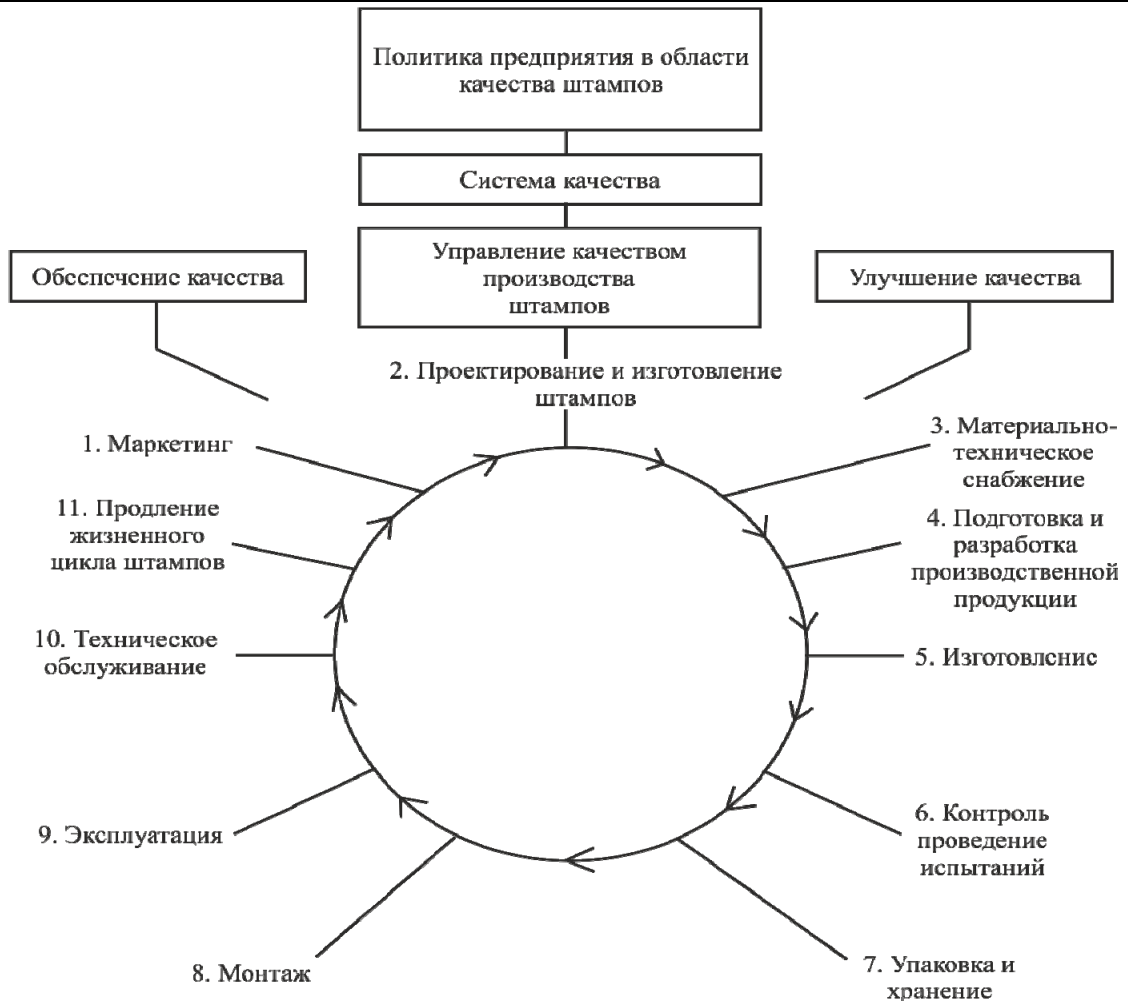 Политика предприятия в области
качества штампов
Система качества
Управление качеством
производства
штампов
Обеспечение качества
Улучшение качества
2. Проектирование и изготовление
штампов
1. Маркетинг
3. Материально-
техническое
снабжение
11. Продление
жизненного
цикла штампов
4. Подготовка и
разработка
производственной
продукции
10. Техническое
обслуживание
5. Изготовление
9. Эксплуатация
6. Контроль
проведение
испытаний
8. Монтаж
7. Упаковка и
хранение